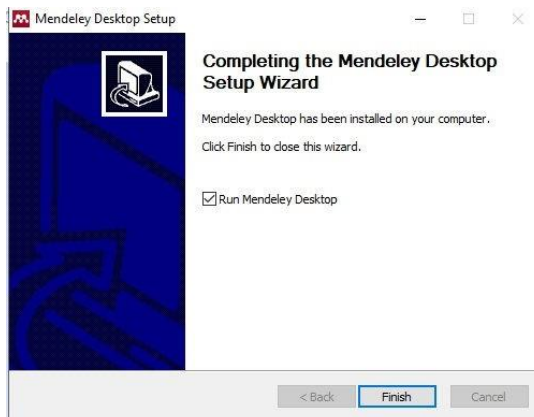 Mendeley Desktop Setup
Completing the Mendeley Desktop
Setup Wizard
Mendeley Desktop has been installed on your computer.
Click Finish to close this wizard.
Run Mendeley Desktop
< Back Finish Cancel